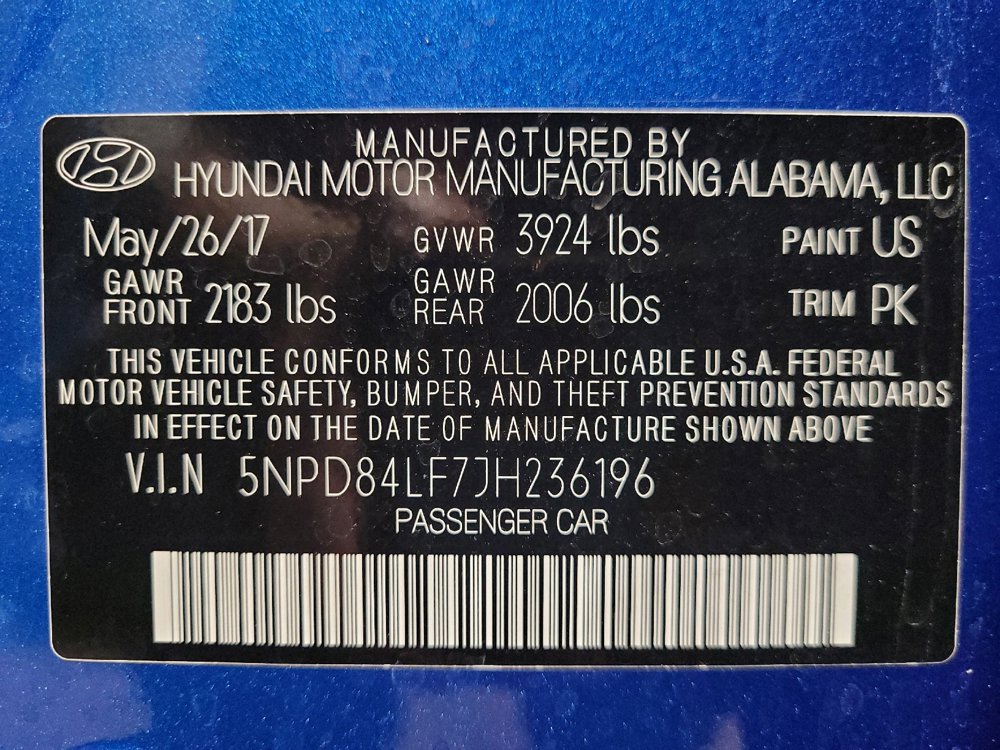 MANUFACTURED BY
HYUNDAI MOTOR MANUFACTURING ALABAMA, LLC
May/26/17 GVWR 3924 lbs PAINT US
GAWR FRONT 2183 lbs GAWR REAR 2006 lbs TRIM PK
THIS VEHICLE CONFORMS TO ALL APPLICABLE U.S.A. FEDERAL
MOTOR VEHICLE SAFETY, BUMPER, AND THEFT PREVENTION STANDARDS
IN EFFECT ON THE DATE OF MANUFACTURE SHOWN ABOVE
V.I.N 5NPD84LF7JH236196
PASSENGER CAR